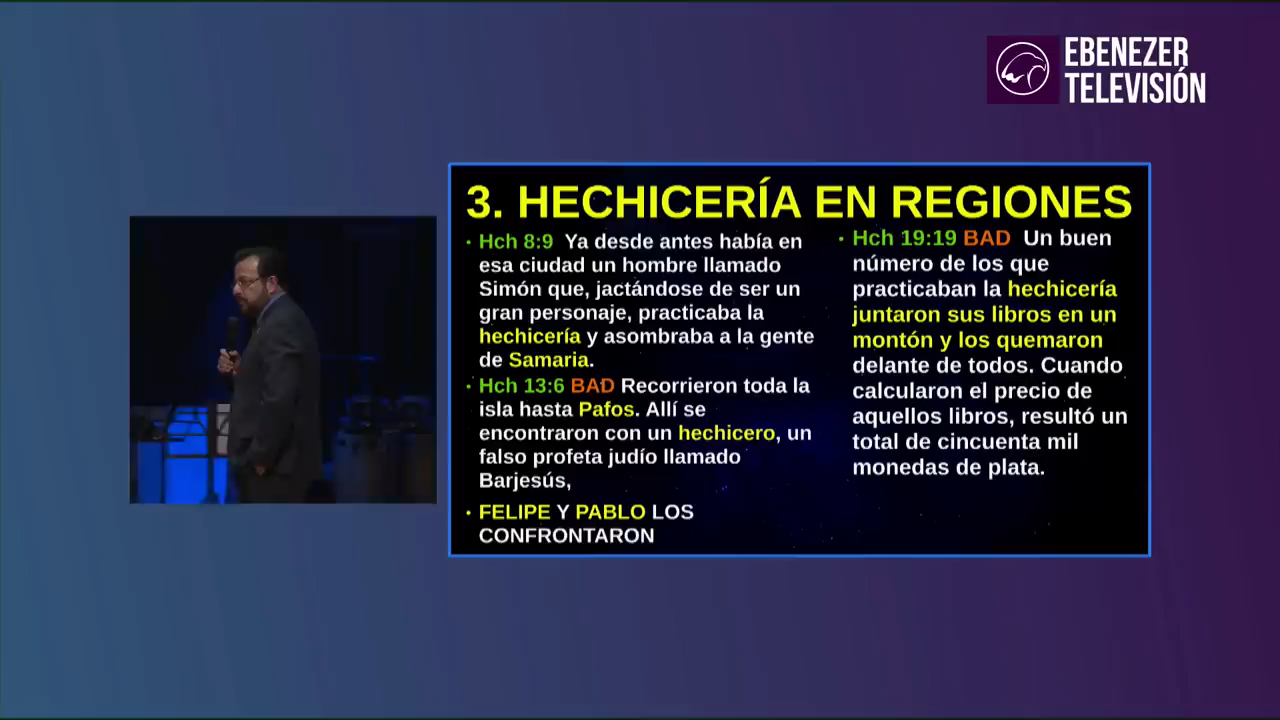 EBENEZER
TELEVISIÓN
3. HECHICERÍA EN REGIONES
• Hch 8:9 Ya desde antes había en
esa ciudad un hombre llamado
Simón que, jactándose de ser un
gran personaje, practicaba la
hechicería y asombraba a la gente
de Samaria.
• Hch 13:6 BAD Recorrieron toda la
isla hasta Pafos. Allí se
encontraron con un hechicero, un
falso profeta judío llamado
Barjesús,
• FELIPE Y PABLO LOS
CONFRONTARON
• Hch 19:19 BAD Un buen
número de los que
practicaban la hechicería
juntaron sus libros en un
montón y los quemaron
delante de todos. Cuando
calcularon el precio de
aquellos libros, resultó un
total de cincuenta mil
monedas de plata.